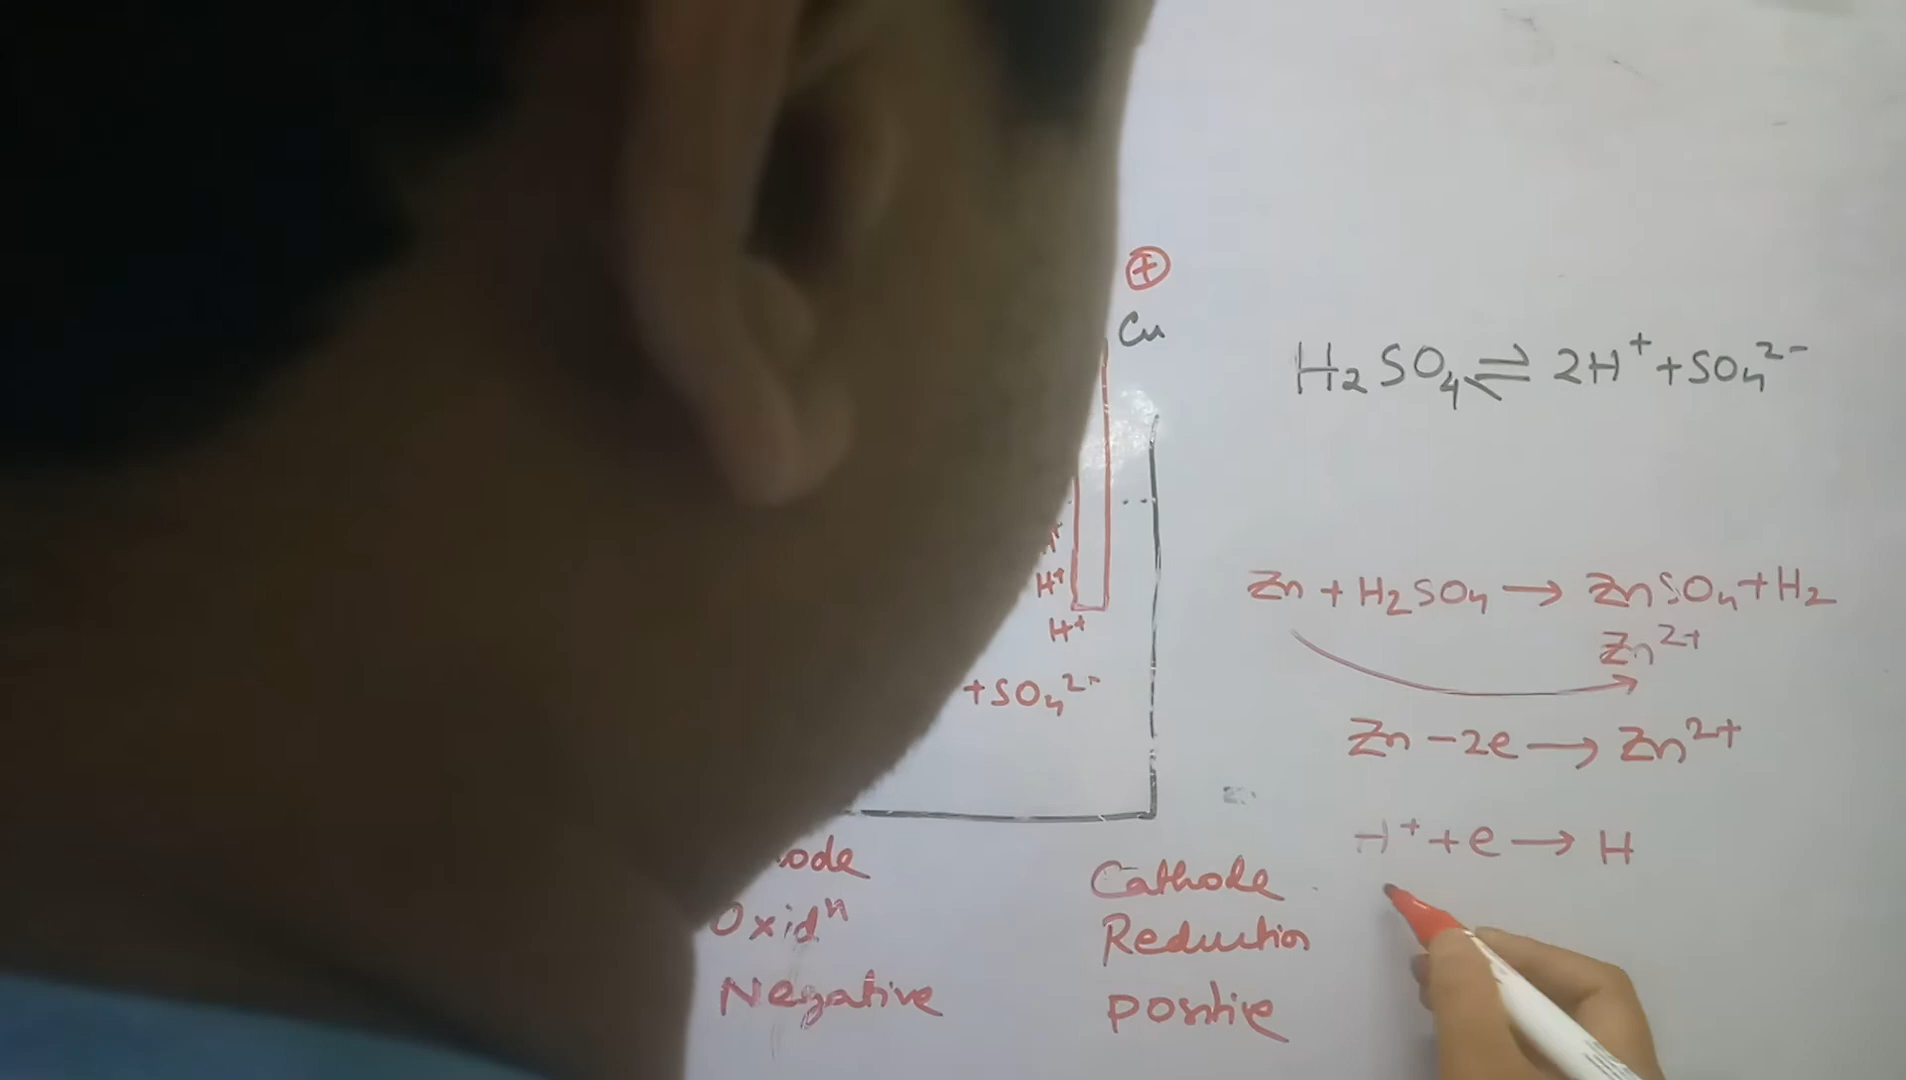 ⊕
Cu
H₂SO₄ ⇌ 2H⁺ + SO₄²⁻
H⁺
H⁺
+ SO₄²⁻
Zn + H₂SO₄ → ZnSO₄ + H₂
Zn²⁺
Zn - 2e → Zn²⁺
H⁺ + e → H
ode Cathode
Oxidⁿ Reduction
Negative Positive